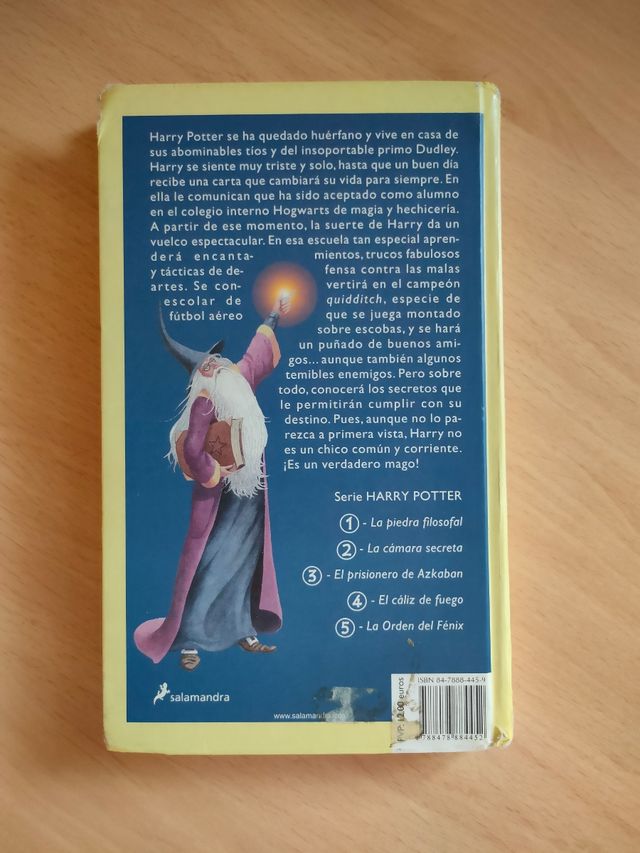 Harry Potter se ha quedado huérfano y vive en casa de
sus abominables tíos y del insoportable primo Dudley.
Harry se siente muy triste y solo, hasta que un buen día
recibe una carta que cambiará su vida para siempre. En
ella le comunican que ha sido aceptado como alumno
en el colegio interno Hogwarts de magia y hechicería.
A partir de ese momento, la suerte de Harry da un
vuelco espectacular. En esa escuela tan especial apren-
derá encanta- mientos, trucos fabulosos
y tácticas de de- fensa contra las malas
artes. Se con- vertirá en el campeón
escolar de quidditch, especie de
fútbol aéreo que se juega montado
sobre escobas, y se hará
un puñado de buenos ami-
gos... aunque también algunos
temibles enemigos. Pero sobre
todo, conocerá los secretos que
le permitirán cumplir con su
destino. Pues, aunque no lo pa-
rezca a primera vista, Harry no
es un chico común y corriente.
¡Es un verdadero mago!
Serie HARRY POTTER
1 - La piedra filosofal
2 - La cámara secreta
3 - El prisionero de Azkaban
4 - El cáliz de fuego
5 - La Orden del Fénix
salamandra
PVP: 12.00 euros
ISBN 84-7888-445-9
9788478884452